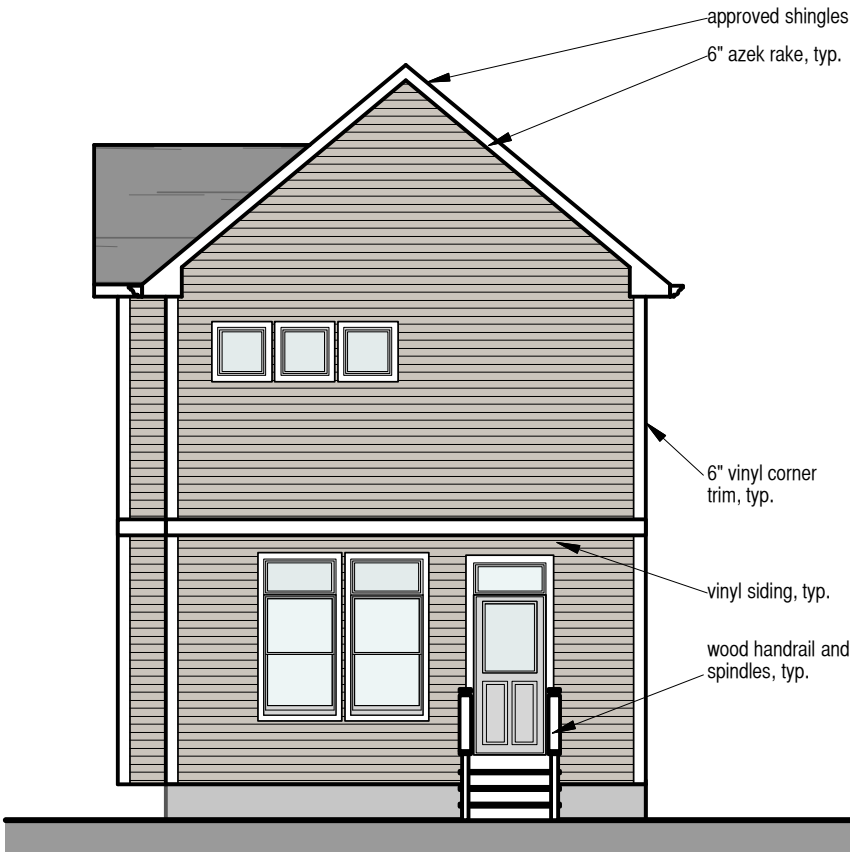 approved shingles
6" azek rake, typ.
6" vinyl corner
trim, typ.
vinyl siding, typ.
wood handrail and
spindles, typ.